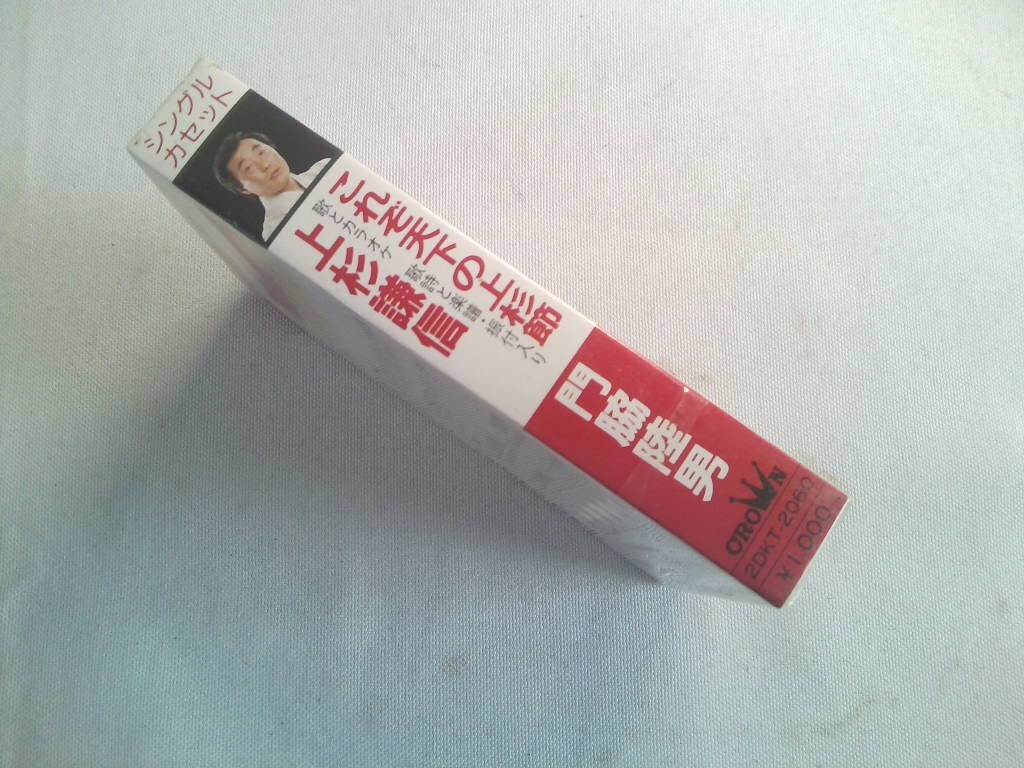 シングル
カセット
これぞ天下の上杉節
歌とカラオケ 歌詩と楽譜・振付入り
上杉謙信
門脇陸男
CROWN
2DKT-2060
¥1,000